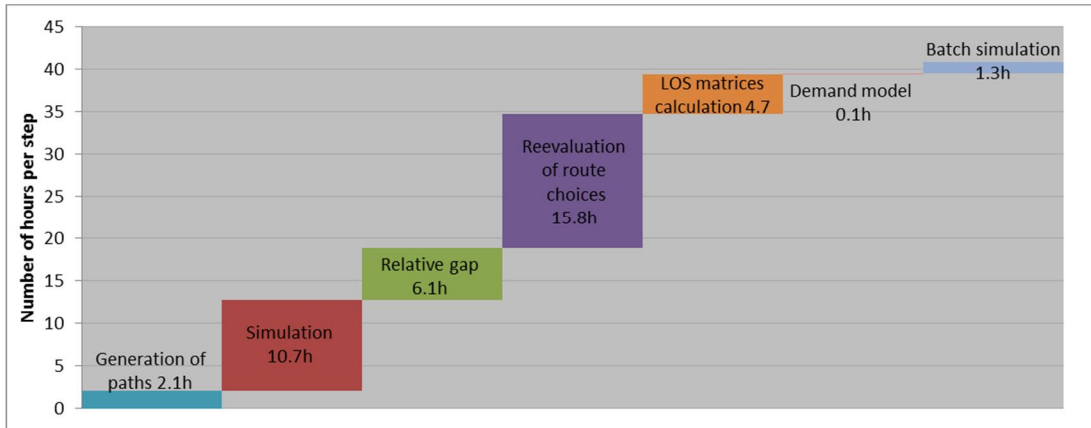 Number of hours per step
45
40
35
30
25
20
15
10
5
0
Generation of
paths 2.1h
Simulation
10.7h
Relative gap
6.1h
Reevaluation
of route
choices
15.8h
LOS matrices
calculation 4.7
Demand model
0.1h
Batch simulation
1.3h